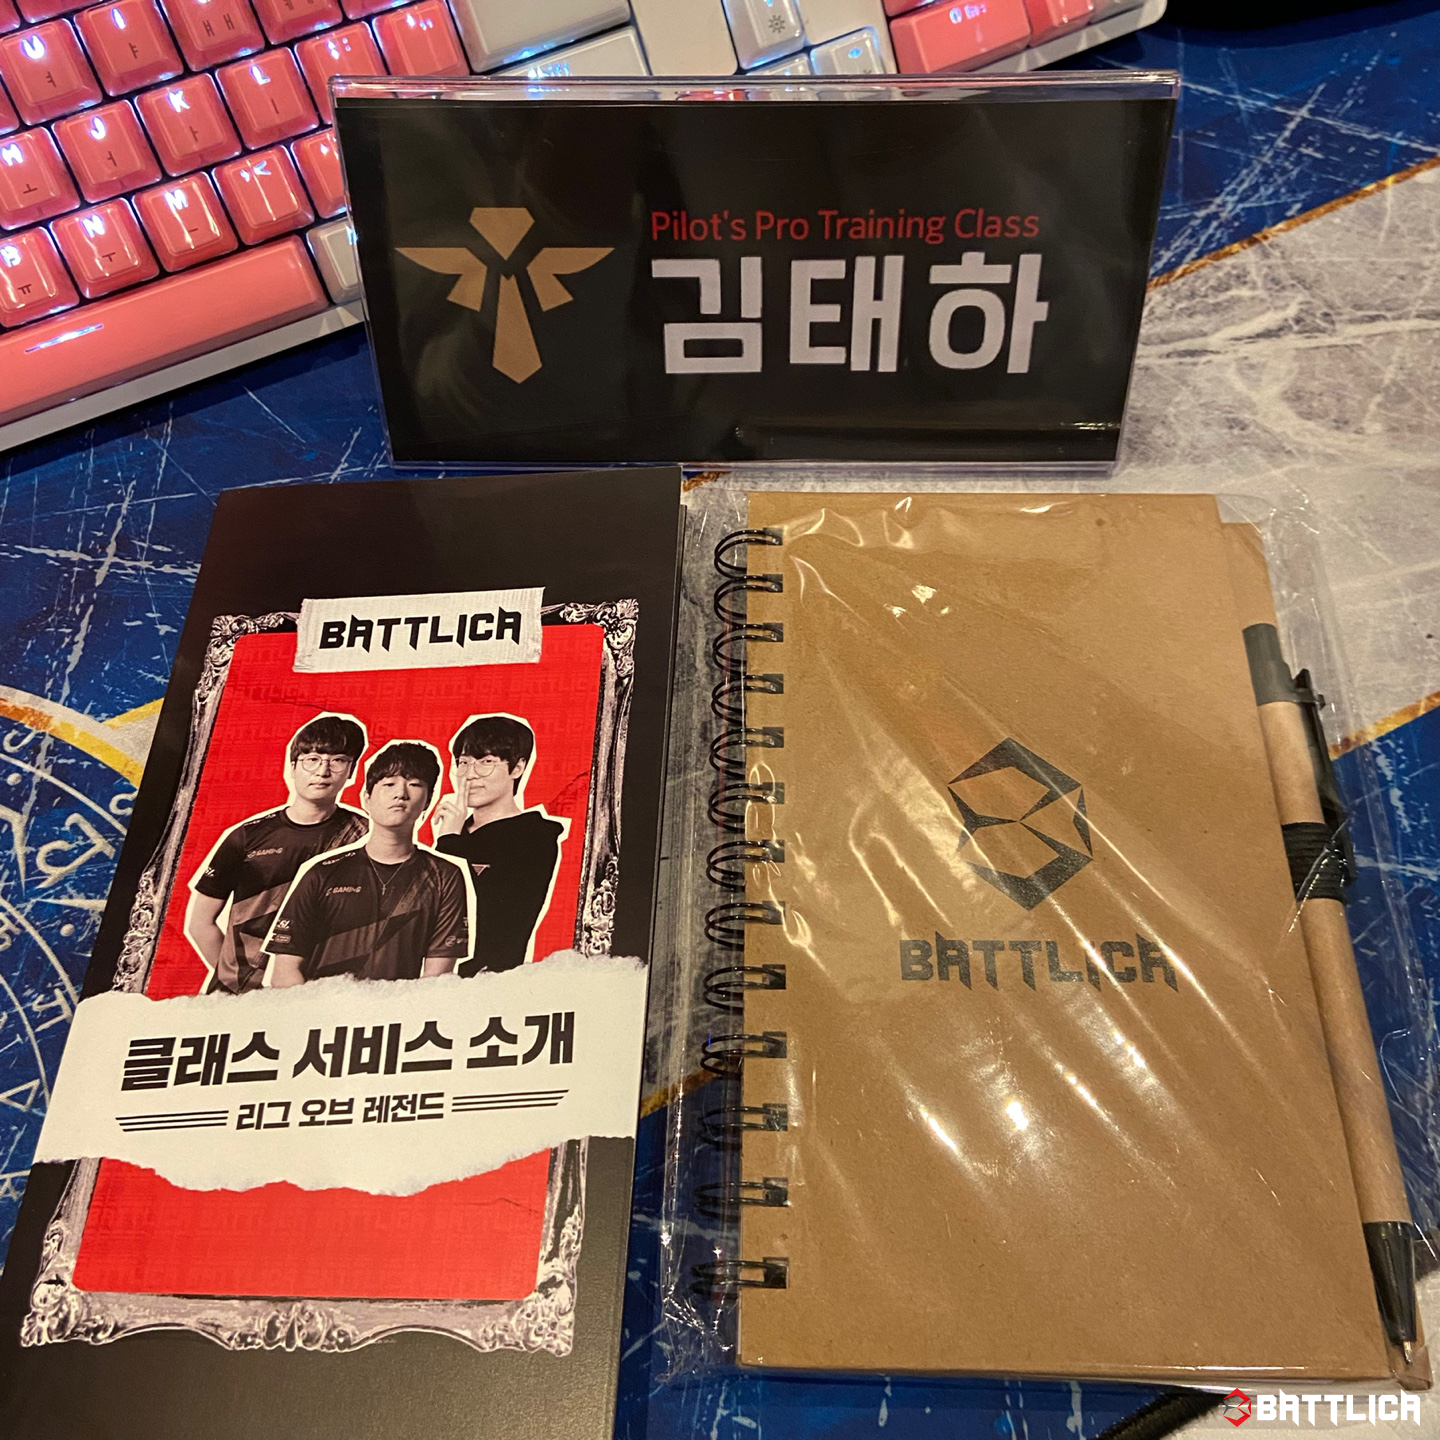 U
ㅕ
ㅑ
ㅐ
L
ㅣ
K
ㅏ
J
ㅓ
ㅗ
M
ㅡ
N
ㅜ
B
ㅠ
Pilot's Pro Training Class
김태하
BATTLICA
클래스 서비스 소개
리그 오브 레전드
BATTLICA
BATTLICA